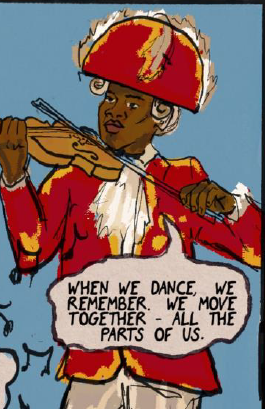 WHEN WE DANCE, WE
REMEMBER. WE MOVE
TOGETHER - ALL THE
PARTS OF US.